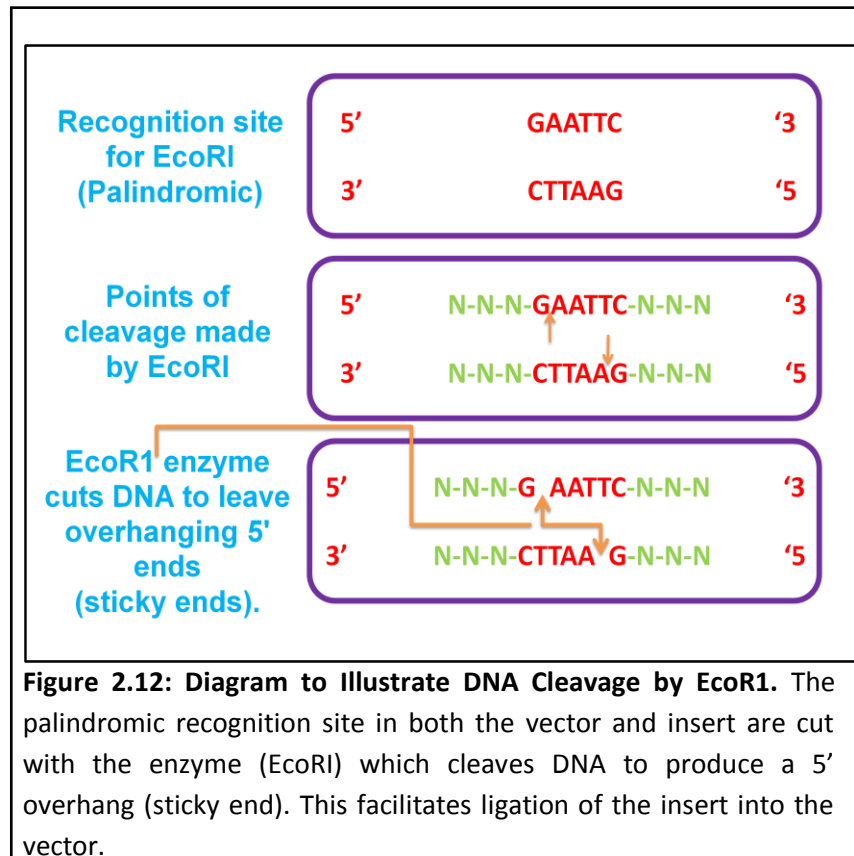 Recognition site
for EcoRI
(Palindromic)
5’ GAATTC ‘3
3’ CTTAAG ‘5
Points of
cleavage made
by EcoRI
5’ N-N-N-GAATTC-N-N-N ‘3
3’ N-N-N-CTTAAG-N-N-N ‘5
EcoR1 enzyme
cuts DNA to leave
overhanging 5'
ends
(sticky ends).
5’ N-N-N-G AATTC-N-N-N ‘3
3’ N-N-N-CTTAA G-N-N-N ‘5
Figure 2.12: Diagram to Illustrate DNA Cleavage by EcoR1. The
palindromic recognition site in both the vector and insert are cut
with the enzyme (EcoRI) which cleaves DNA to produce a 5’
overhang (sticky end). This facilitates ligation of the insert into the
vector.